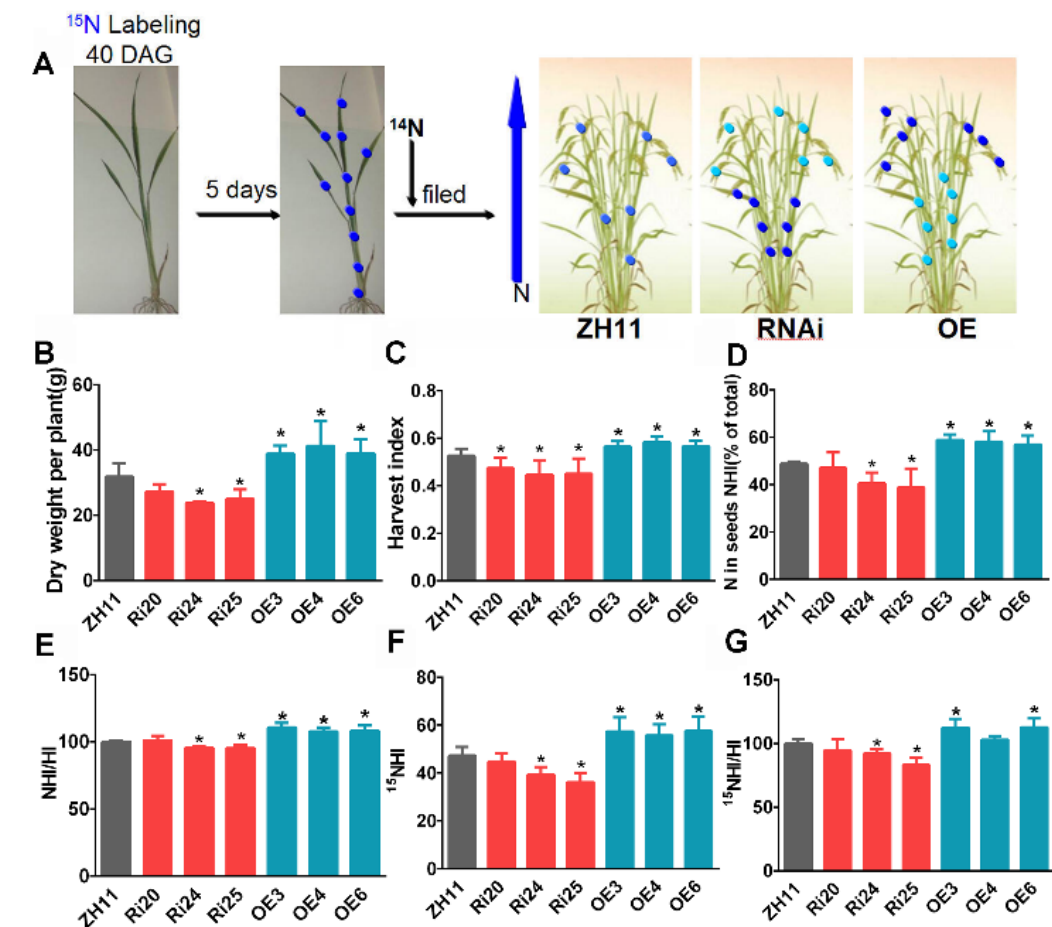 ¹⁵N Labeling
40 DAG
A
5 days
¹⁴N
filed
N
ZH11
RNAi
OE
B
Dry weight per plant(g)
60
40
20
0
ZH11
Ri20
Ri24
Ri25
OE3
OE4
OE6
*
*
*
*
*
C
Harvest index
0.8
0.6
0.4
0.2
0.0
ZH11
Ri20
Ri24
Ri25
OE3
OE4
OE6
*
*
*
*
*
*
D
N in seeds NHI(% of total)
80
60
40
20
0
ZH11
Ri20
Ri24
Ri25
OE3
OE4
OE6
*
*
*
*
*
E
NHI/HI
150
100
50
0
ZH11
Ri20
Ri24
Ri25
OE3
OE4
OE6
*
*
*
*
*
F
¹⁵NHI
80
60
40
20
0
ZH11
Ri20
Ri24
Ri25
OE3
OE4
OE6
*
*
*
*
*
G
¹⁵NHI/HI
150
100
50
0
ZH11
Ri20
Ri24
Ri25
OE3
OE4
OE6
*
*
*
*